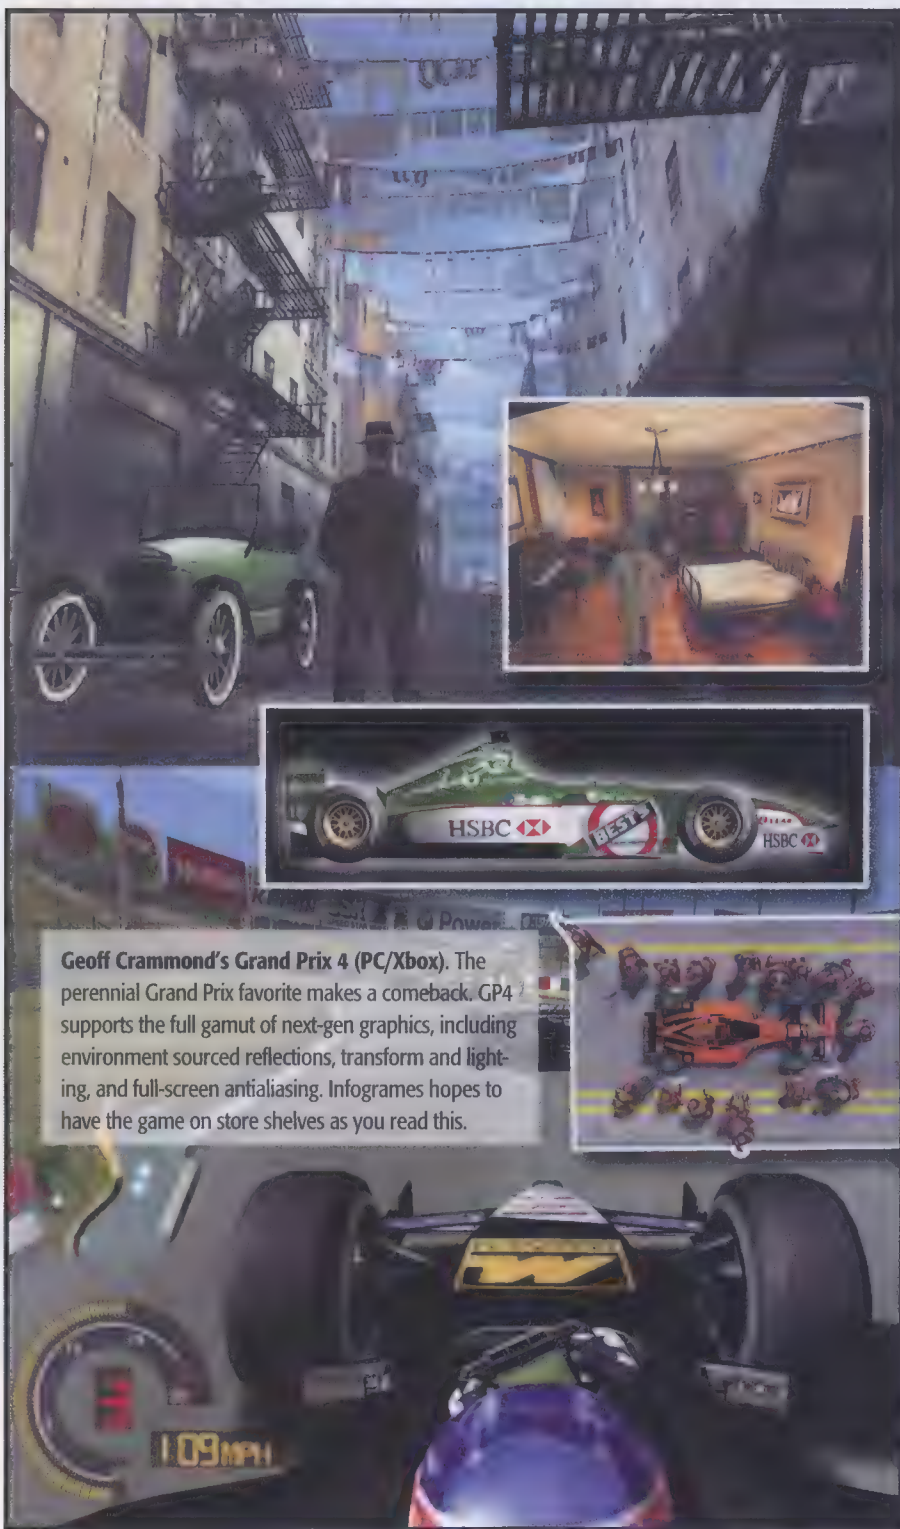 HSBC
BEST'S
HSBC
Power
Geoff Crammond's Grand Prix 4 (PC/Xbox). The
perennial Grand Prix favorite makes a comeback. GP4
supports the full gamut of next-gen graphics, including
environment sourced reflections, transform and light-
ing, and full-screen antialiasing. Infogrames hopes to
have the game on store shelves as you read this.
109MPH